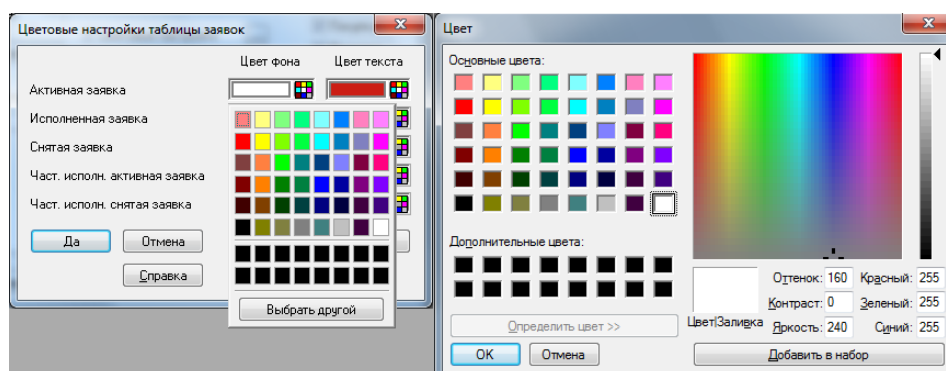 Цветовые настройки таблицы заявок
Цвет фона Цвет текста
Активная заявка
Исполненная заявка
Снятая заявка
Част. исполн. активная заявка
Част. исполн. снятая заявка
Да Отмена
Справка
Выбрать другой
Цвет
Основные цвета:
Дополнительные цвета:
Определить цвет >>
OK Отмена
Цвет|Заливка
Оттенок: 160 Красный: 255
Контраст: 0 Зеленый: 255
Яркость: 240 Синий: 255
Добавить в набор